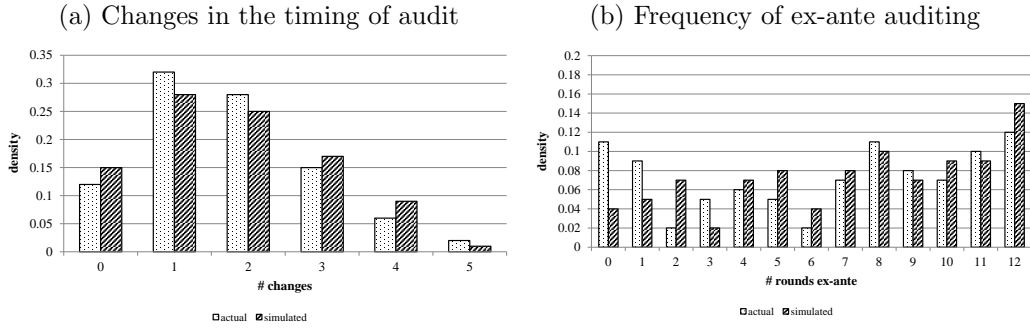 (a) Changes in the timing of audit
0.35
0.3
0.25
0.2
0.15
0.1
0.05
0
density
0 1 2 3 4 5
# changes
actual simulated
(b) Frequency of ex-ante auditing
0.2
0.18
0.16
0.14
0.12
0.1
0.08
0.06
0.04
0.02
0
density
0 1 2 3 4 5 6 7 8 9 10 11 12
# rounds ex-ante
actual simulated